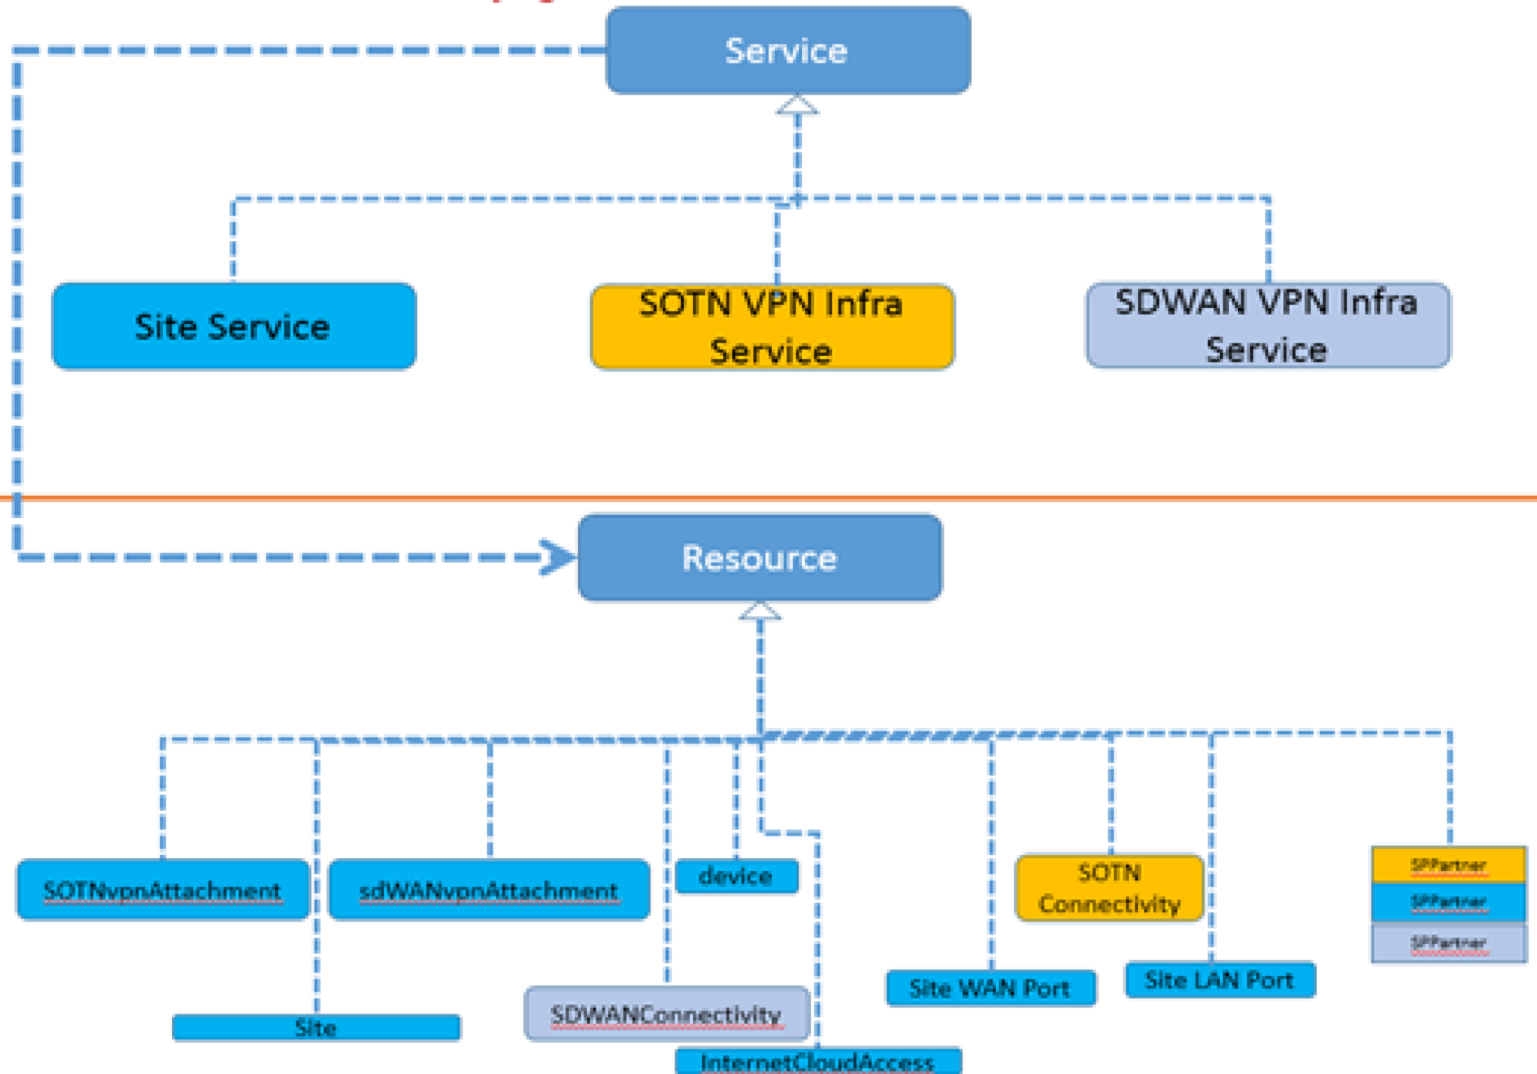 Service
Site Service
SOTN VPN Infra
Service
SDWAN VPN Infra
Service
Resource
SOTNvpnAttachment
sdWANvpnAttachment
device
SOTN
Connectivity
SPPartner
SPPartner
SPPartner
Site WAN Port
Site LAN Port
Site
SDWANConnectivity
InternetCloudAccess